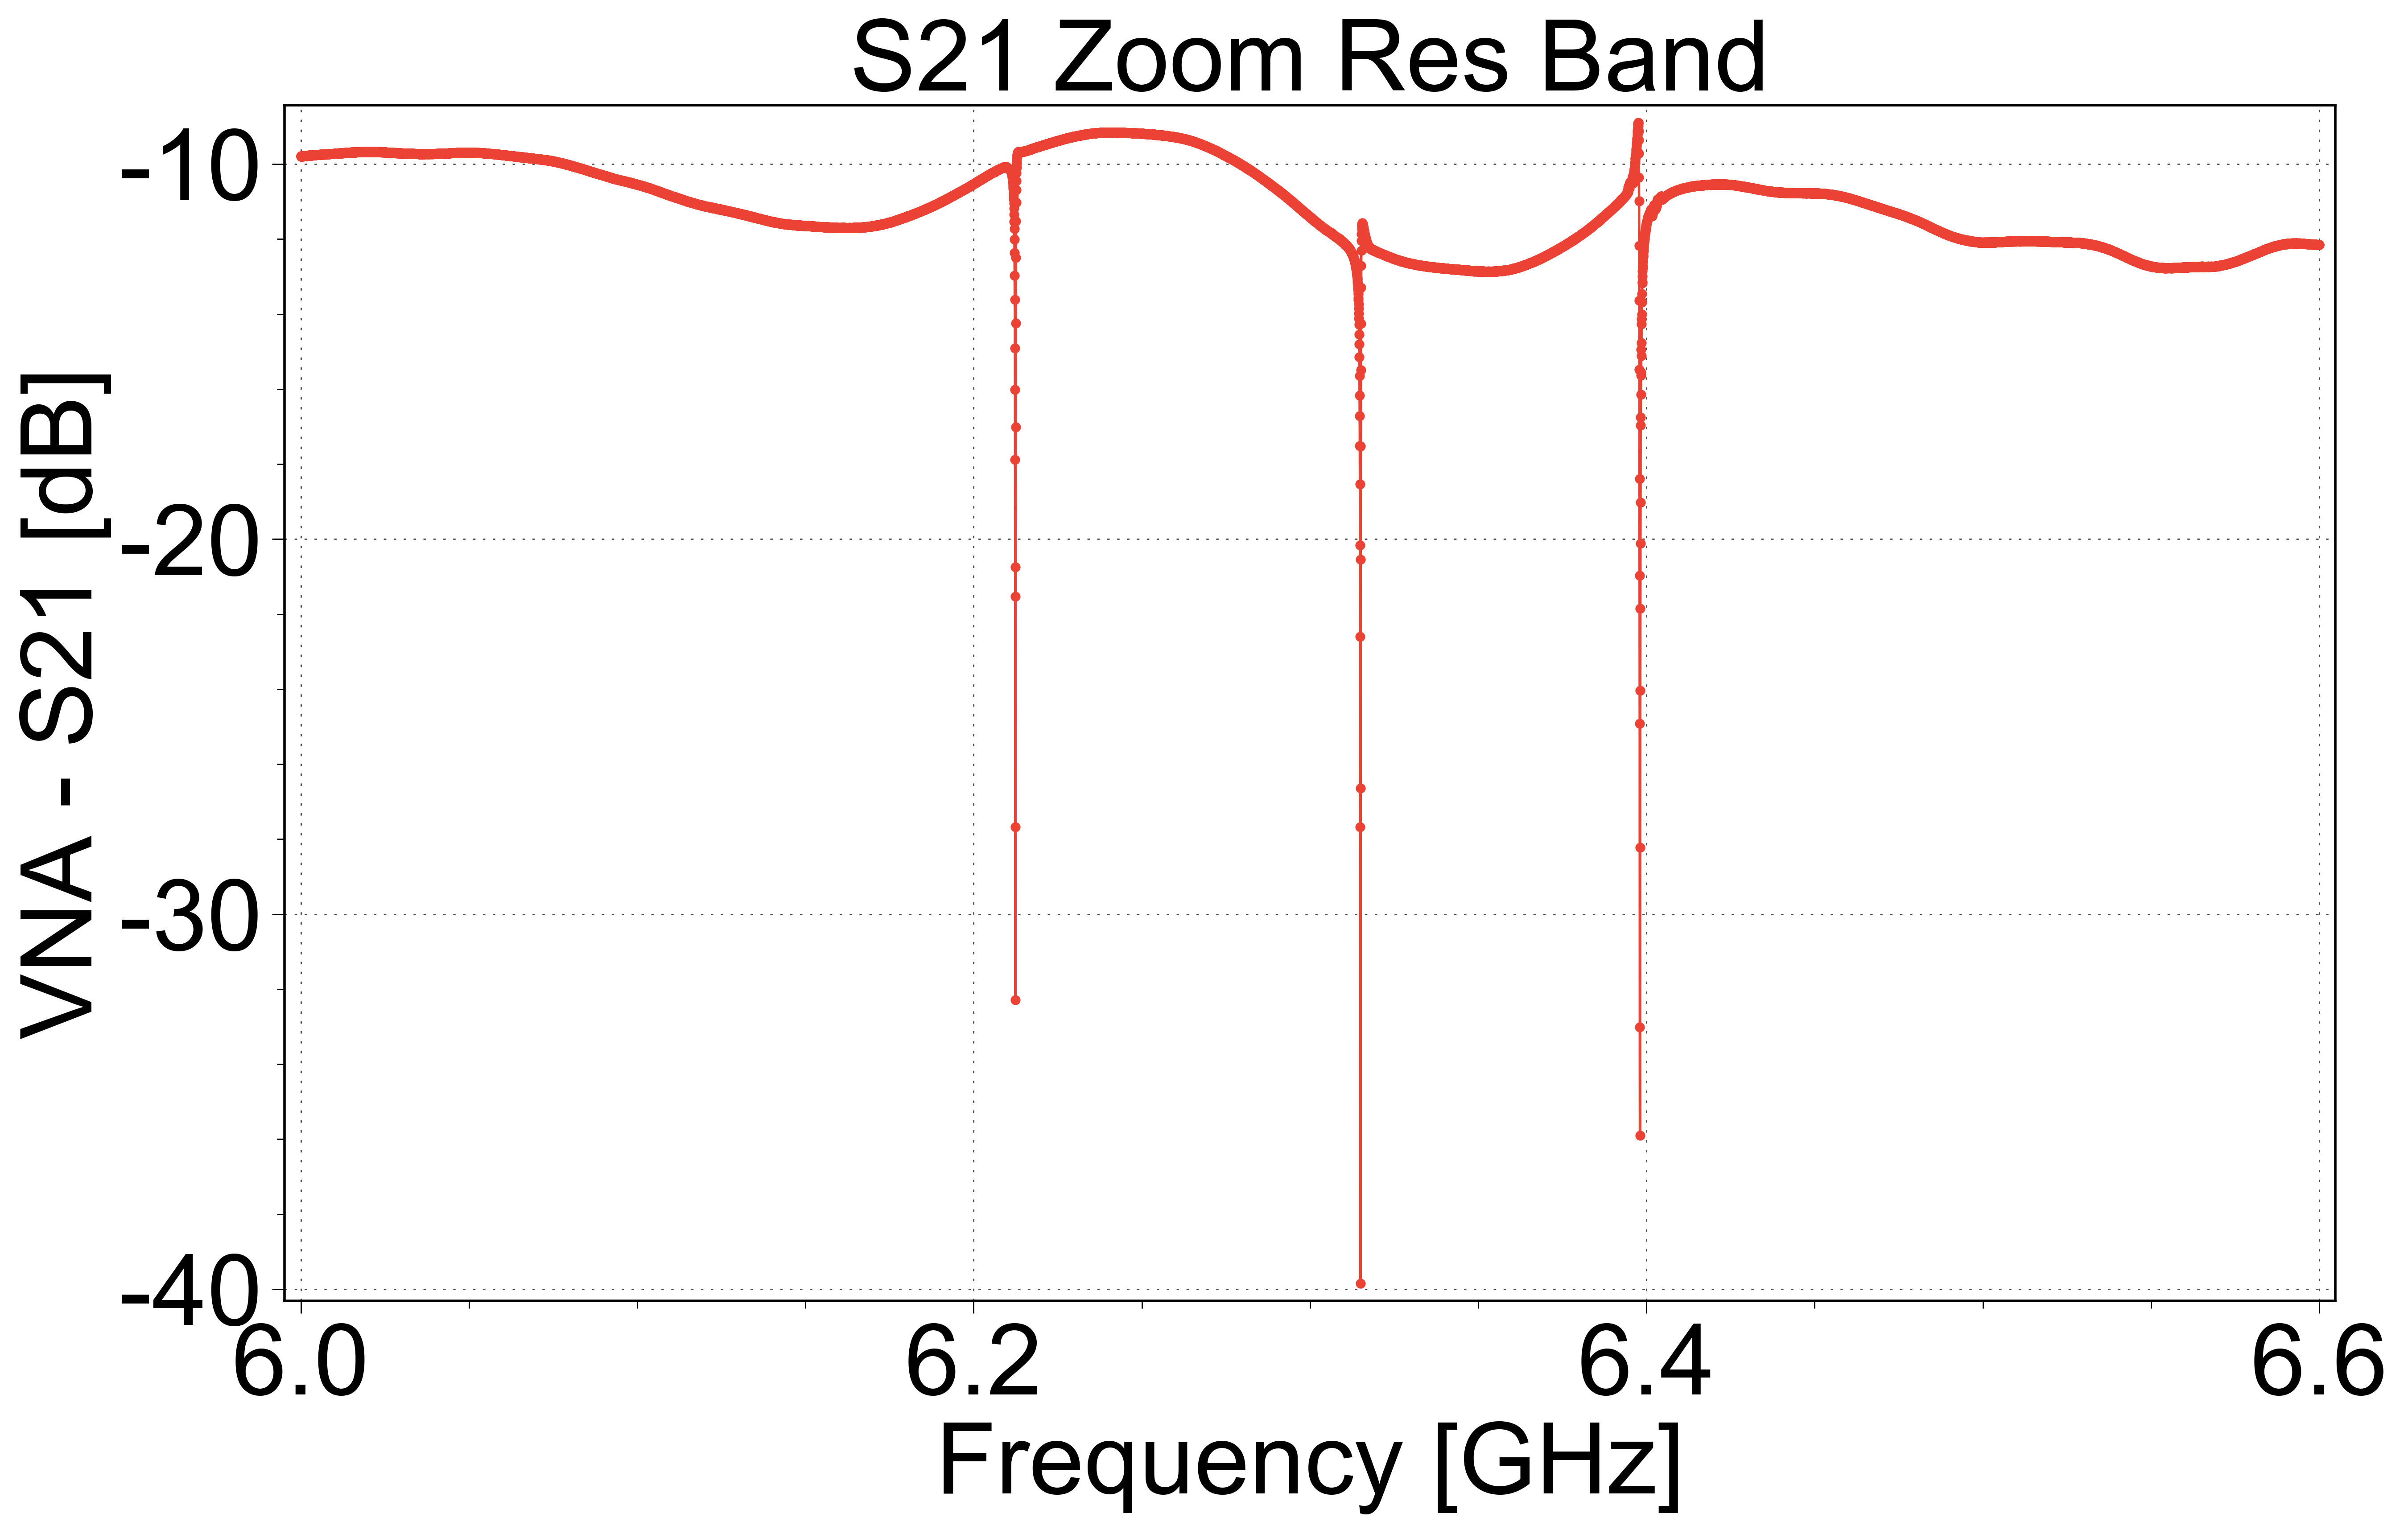 S21 Zoom Res Band
VNA - S21 [dB]
-10
-20
-30
-40
6.0
6.2
6.4
6.6
Frequency [GHz]